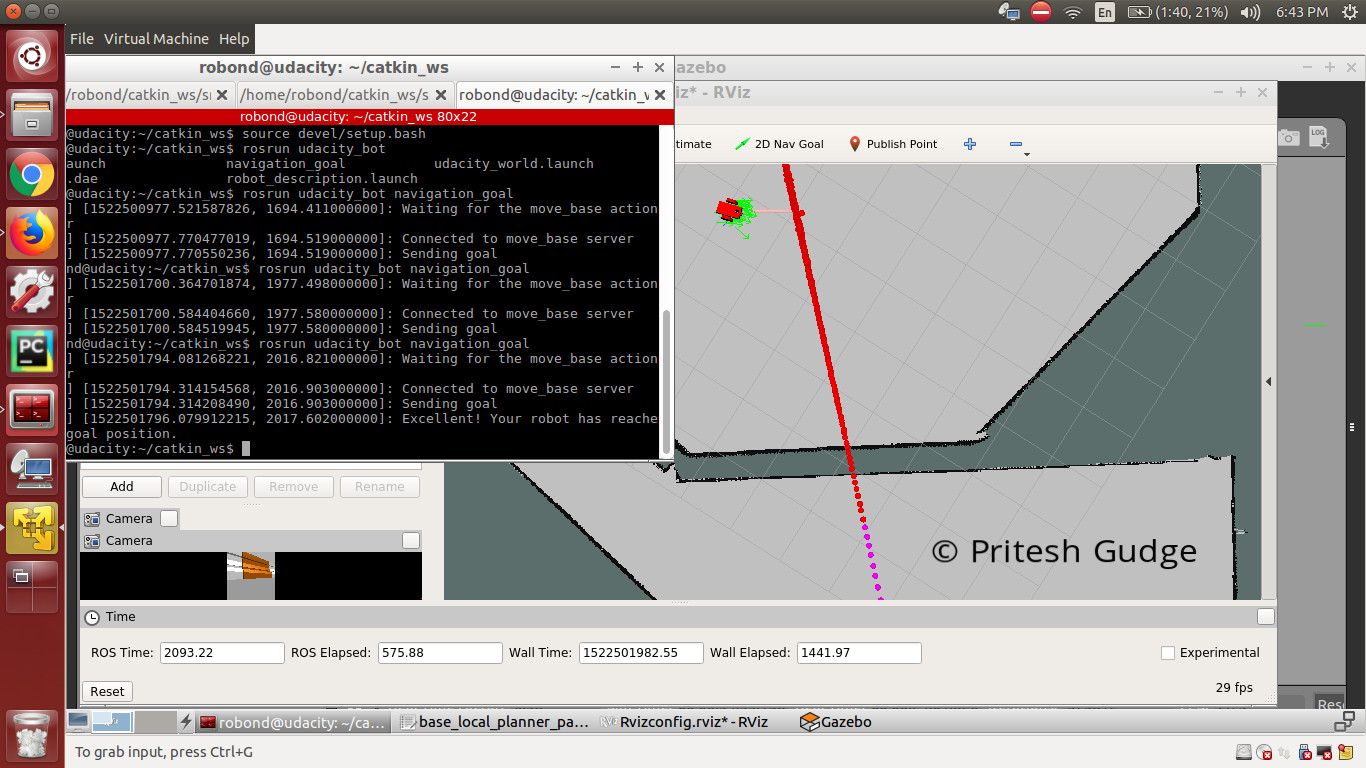 En
(1:40, 21%)
6:43 PM
File Virtual Machine Help
robond@udacity: ~/catkin_ws
Gazebo
/robond/catkin_ws/s
/home/robond/catkin_ws/s
robond@udacity: ~/catkin_
robond@udacity: ~/catkin_ws 80x22
@udacity:~/catkin_ws$ source devel/setup.bash
@udacity:~/catkin_ws$ rosrun udacity_bot
aunch navigation_goal udacity_world.launch
.dae robot_description.launch
@udacity:~/catkin_ws$ rosrun udacity_bot navigation_goal
] [1522500977.521587826, 1694.411000000]: Waiting for the move_base action
r
] [1522500977.770477019, 1694.519000000]: Connected to move_base server
] [1522500977.770550236, 1694.519000000]: Sending goal
nd@udacity:~/catkin_ws$ rosrun udacity_bot navigation_goal
] [1522501700.364701874, 1977.498000000]: Waiting for the move_base action
r
] [1522501700.584404660, 1977.580000000]: Connected to move_base server
] [1522501700.584519945, 1977.580000000]: Sending goal
nd@udacity:~/catkin_ws$ rosrun udacity_bot navigation_goal
] [1522501794.081268221, 2016.821000000]: Waiting for the move_base action
r
] [1522501794.314154568, 2016.903000000]: Connected to move_base server
] [1522501794.314208490, 2016.903000000]: Sending goal
] [1522501796.079912215, 2017.602000000]: Excellent! Your robot has reache
goal position.
@udacity:~/catkin_ws$
iz* - RViz
timate 2D Nav Goal Publish Point
LOG
PC
Add Duplicate Remove Rename
Camera
Camera
© Pritesh Gudge
Time
ROS Time: 2093.22 ROS Elapsed: 575.88 Wall Time: 1522501982.55 Wall Elapsed: 1441.97 Experimental
Reset
29 fps
Res
robond@udacity: ~/ca... base_local_planner_pa... RViz Rvizconfig.rviz* - RViz Gazebo
To grab input, press Ctrl+G